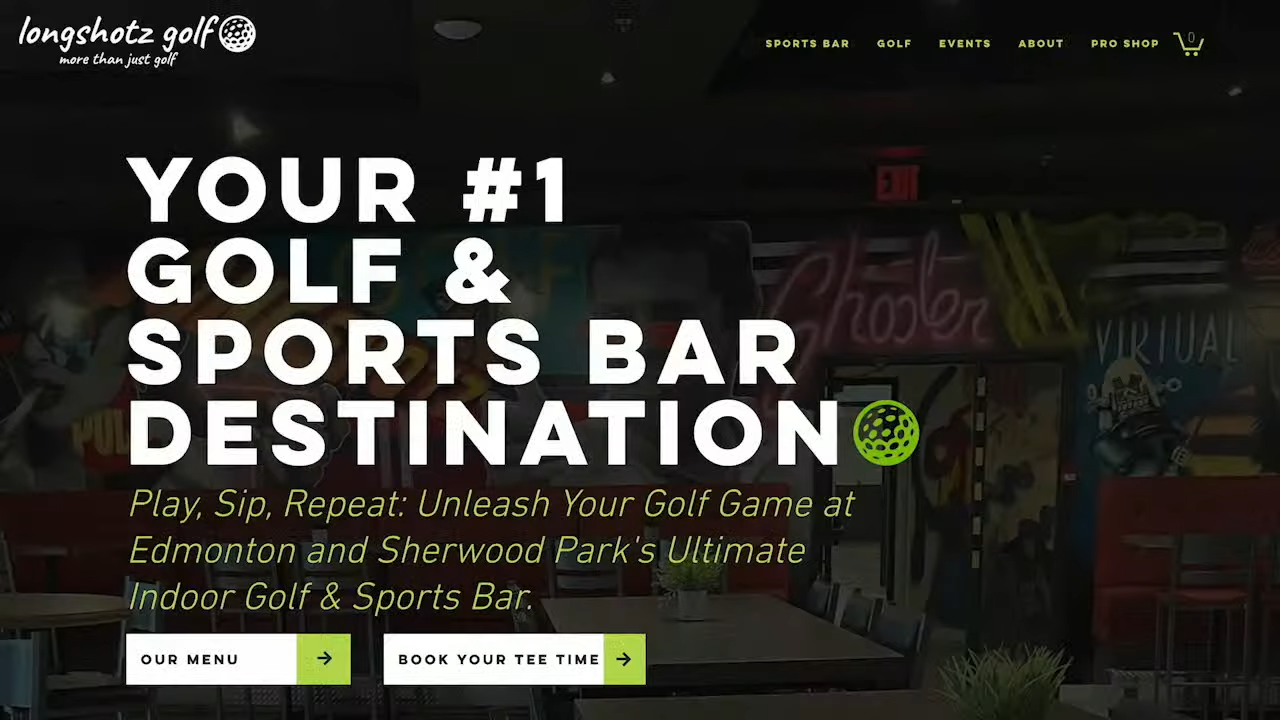 longshotz golf
more than just golf
SPORTS BAR GOLF EVENTS ABOUT PRO SHOP 0
YOUR #1
GOLF &
SPORTS BAR
DESTINATION
Play, Sip, Repeat: Unleash Your Golf Game at
Edmonton and Sherwood Park's Ultimate
Indoor Golf & Sports Bar.
OUR MENU
BOOK YOUR TEE TIME
EXIT
Shooter
VIRTUAL